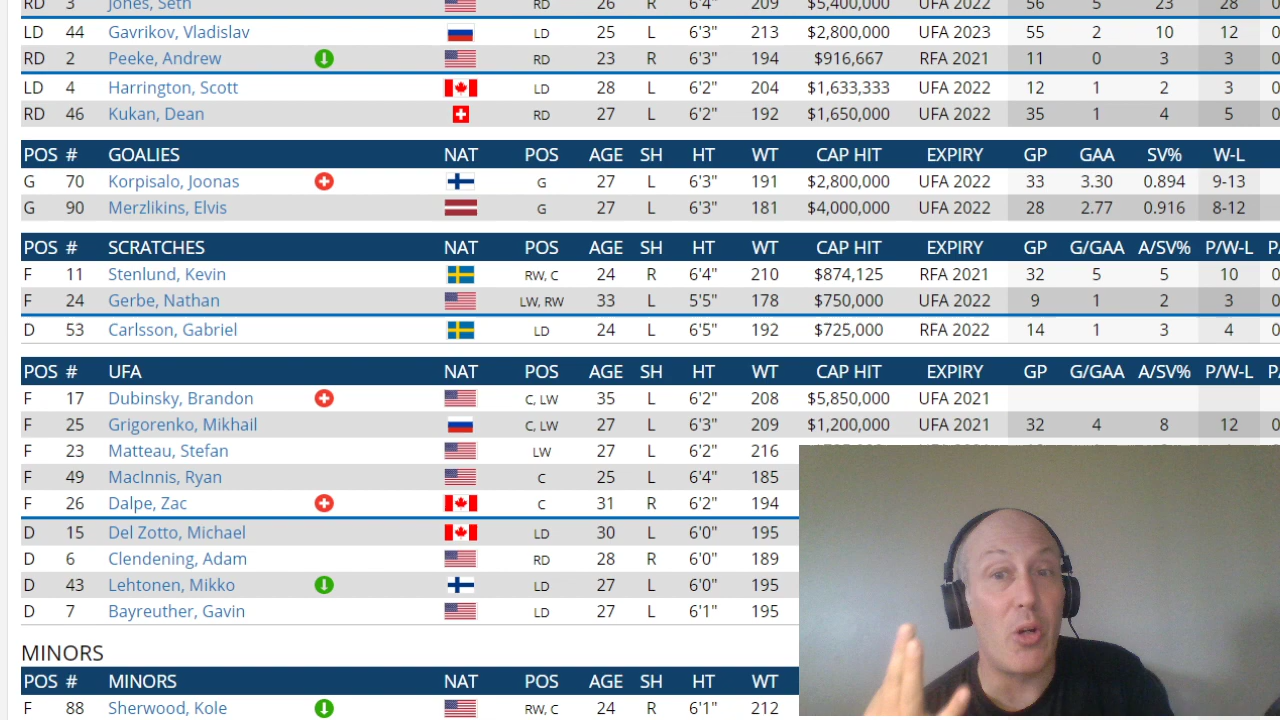 RD 3 Jones, Seth RD 26 R 6'4" 209 $5,400,000 UFA 2022 56 5 23 28
LD 44 Gavrikov, Vladislav LD 25 L 6'3" 213 $2,800,000 UFA 2023 55 2 10 12 0
RD 2 Peeke, Andrew RD 23 R 6'3" 194 $916,667 RFA 2021 11 0 3 3 0
LD 4 Harrington, Scott LD 28 L 6'2" 204 $1,633,333 UFA 2022 12 1 2 3 0
RD 46 Kukan, Dean RD 27 L 6'2" 192 $1,650,000 UFA 2022 35 1 4 5 0
POS # GOALIES NAT POS AGE SH HT WT CAP HIT EXPIRY GP GAA SV% W-L
G 70 Korpisalo, Joonas G 27 L 6'3" 191 $2,800,000 UFA 2022 33 3.30 0.894 9-13
G 90 Merzlikins, Elvis G 27 L 6'3" 181 $4,000,000 UFA 2022 28 2.77 0.916 8-12
POS # SCRATCHES NAT POS AGE SH HT WT CAP HIT EXPIRY GP G/GAA A/SV% P/W-L
F 11 Stenlund, Kevin RW, C 24 R 6'4" 210 $874,125 RFA 2021 32 5 5 10 0
F 24 Gerbe, Nathan LW, RW 33 L 5'5" 178 $750,000 UFA 2022 9 1 2 3 0
D 53 Carlsson, Gabriel LD 24 L 6'5" 192 $725,000 RFA 2022 14 1 3 4 0
POS # UFA NAT POS AGE SH HT WT CAP HIT EXPIRY GP G/GAA A/SV% P/W-L
F 17 Dubinsky, Brandon C, LW 35 L 6'2" 208 $5,850,000 UFA 2021
F 25 Grigorenko, Mikhail C, LW 27 L 6'3" 209 $1,200,000 UFA 2021 32 4 8 12 0
F 23 Matteau, Stefan LW 27 L 6'2" 216
F 49 MacInnis, Ryan C 25 L 6'4" 185
F 26 Dalpe, Zac C 31 R 6'2" 194
D 15 Del Zotto, Michael LD 30 L 6'0" 195
D 6 Clendening, Adam RD 28 R 6'0" 189
D 43 Lehtonen, Mikko LD 27 L 6'0" 195
D 7 Bayreuther, Gavin LD 27 L 6'1" 195
MINORS
POS # MINORS NAT POS AGE SH HT WT
F 88 Sherwood, Kole RW, C 24 R 6'1" 212